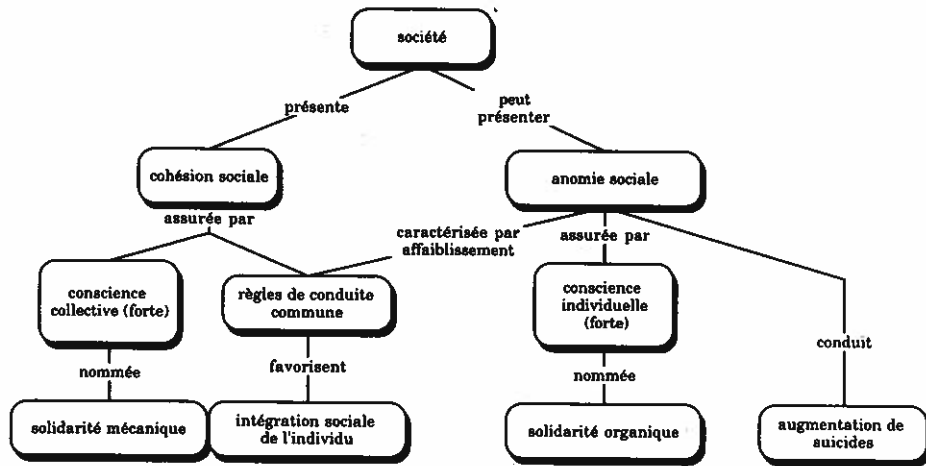 société
présente
peut
présenter
cohésion sociale
anomie sociale
assurée par
caractérisée par
affaiblissement
assurée par
conscience
collective (forte)
règles de conduite
commune
conscience
individuelle
(forte)
conduit
nommée
favorisent
nommée
solidarité mécanique
intégration sociale
de l'individu
solidarité organique
augmentation de
suicides